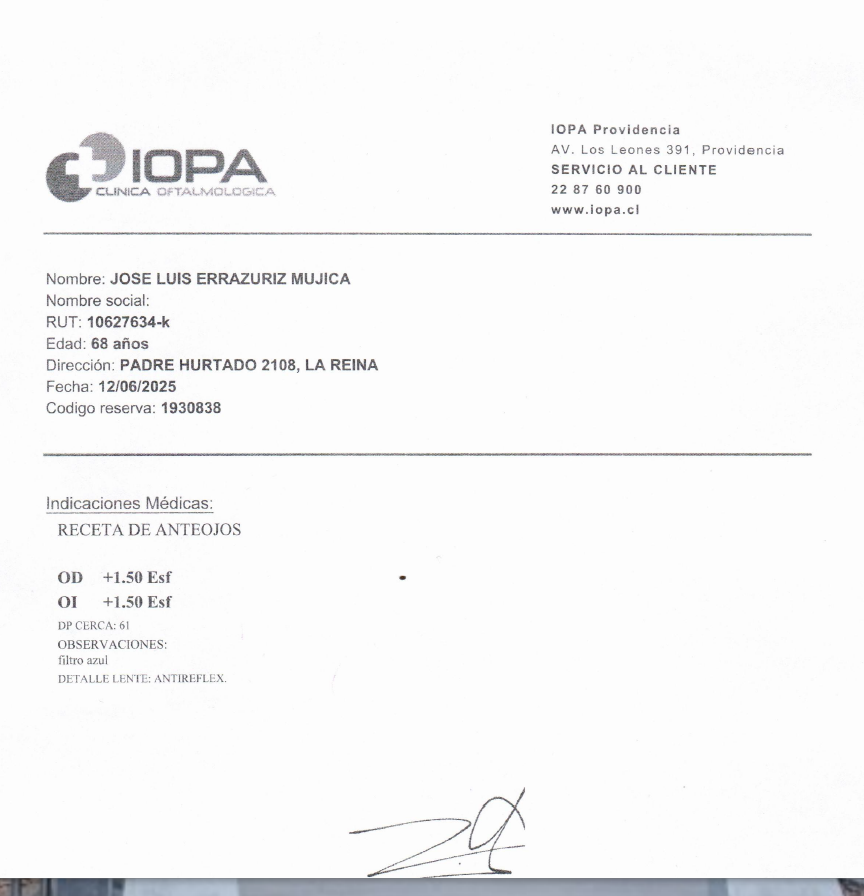 IOPA
CLINICA OFTALMOLOGICA
IOPA Providencia
AV. Los Leones 391, Providencia
SERVICIO AL CLIENTE
22 87 60 900
www.iopa.cl
Nombre: JOSE LUIS ERRAZURIZ MUJICA
Nombre social:
RUT: 10627634-k
Edad: 68 años
Dirección: PADRE HURTADO 2108, LA REINA
Fecha: 12/06/2025
Codigo reserva: 1930838
Indicaciones Médicas:
RECETA DE ANTEOJOS
OD +1.50 Esf
OI +1.50 Esf
DP CERCA: 61
OBSERVACIONES:
filtro azul
DETALLE LENTE: ANTIREFLEX.